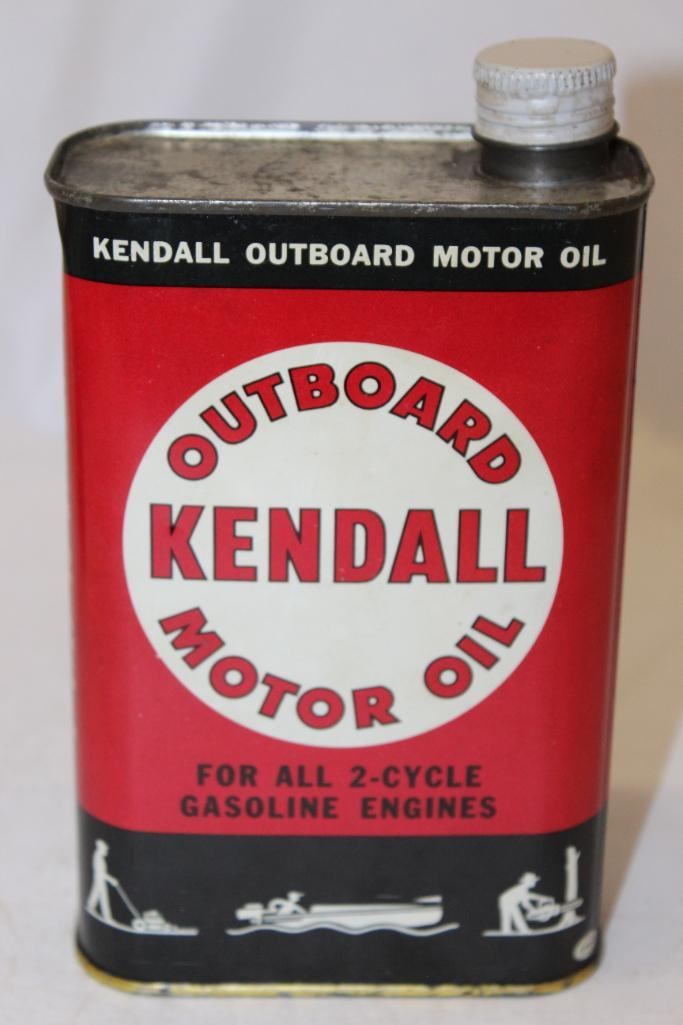 KENDALL OUTBOARD MOTOR OIL
OUTBOARD
KENDALL
MOTOR OIL
FOR ALL 2-CYCLE
GASOLINE ENGINES